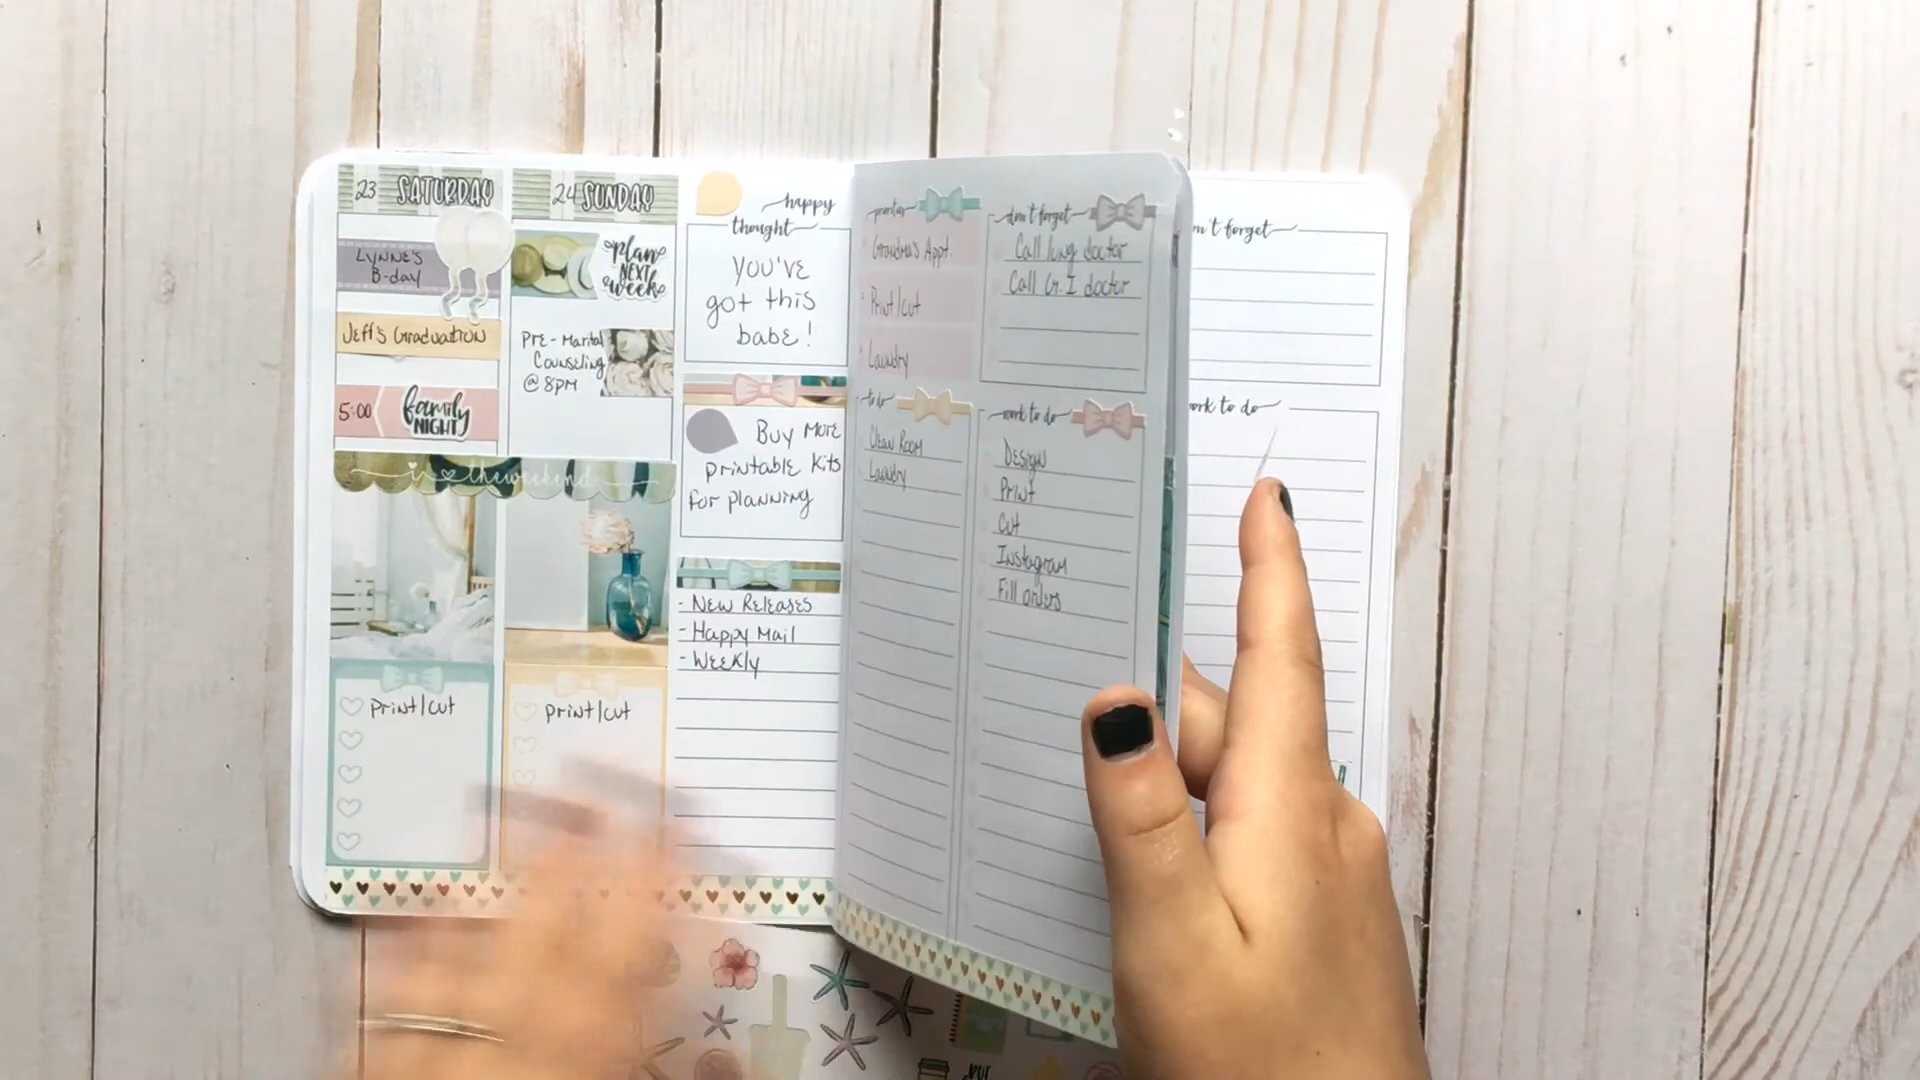 23 SATURDAY
LYNNE'S
B-day
Jeff's Graduation
5:00 family
NIGHT
i theweekend
print/cut
24 SUNDAY
plan
NEXT
week
PRE-Marital
Counseling
@ 8PM
print/cut
happy
thought
YOU'VE
got this
babe!
Buy More
printable Kits
for planning
- NEW RELEASES
- Happy Mail
- WEEKLY
priorities
Grandma's Appt.
Print/cut
Laundry
to do
Clean Room
Laundry
don't forget
Call lung doctor
Call G.I doctor
work to do
Design
Print
Cut
Instagram
Fill orders
n't forget
ork to do